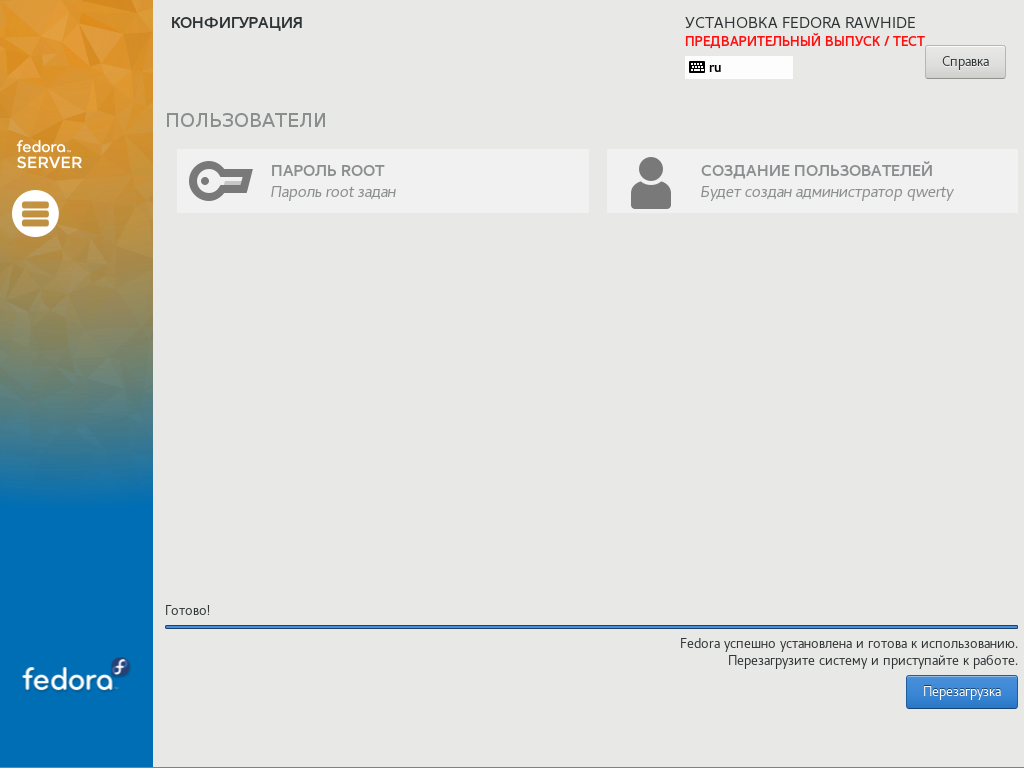 КОНФИГУРАЦИЯ
УСТАНОВКА FEDORA RAWHIDE
ПРЕДВАРИТЕЛЬНЫЙ ВЫПУСК / ТЕСТ
ru
Справка
fedora
SERVER
ПОЛЬЗОВАТЕЛИ
ПАРОЛЬ ROOT
Пароль root задан
СОЗДАНИЕ ПОЛЬЗОВАТЕЛЕЙ
Будет создан администратор qwerty
Готово!
Fedora успешно установлена и готова к использованию.
Перезагрузите систему и приступайте к работе.
Перезагрузка
fedora